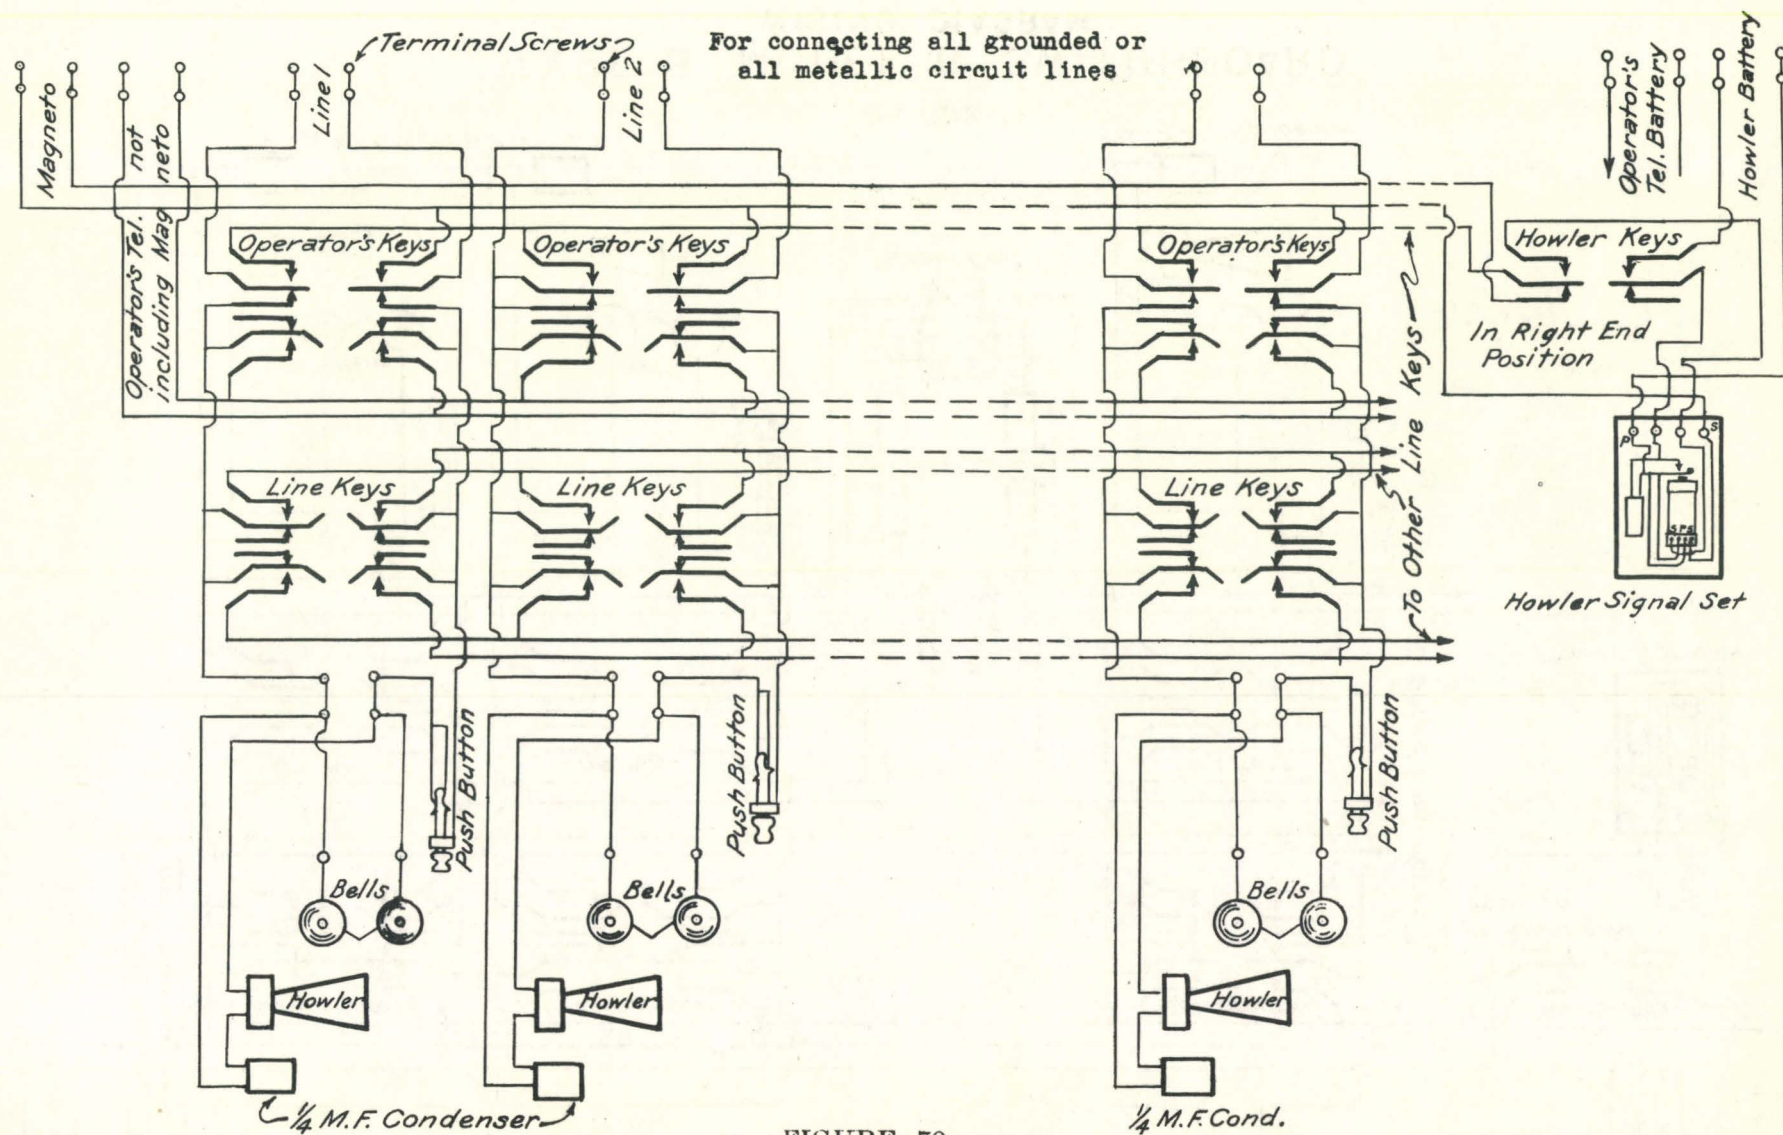 Terminal Screws
For connecting all grounded or
all metallic circuit lines
Magneto
Operator's Tel. not
including Magneto
Line 1
Line 2
Operator's
Tel. Battery
Howler Battery
Operator's Keys
Operator's Keys
Operator's Keys
Howler Keys
In Right End
Position
Line Keys
Line Keys
Line Keys
To Other Line Keys
P
S
S P S
Howler Signal Set
Push Button
Push Button
Push Button
Bells
Bells
Bells
Howler
Howler
Howler
¼ M.F. Condenser
¼ M.F. Cond.